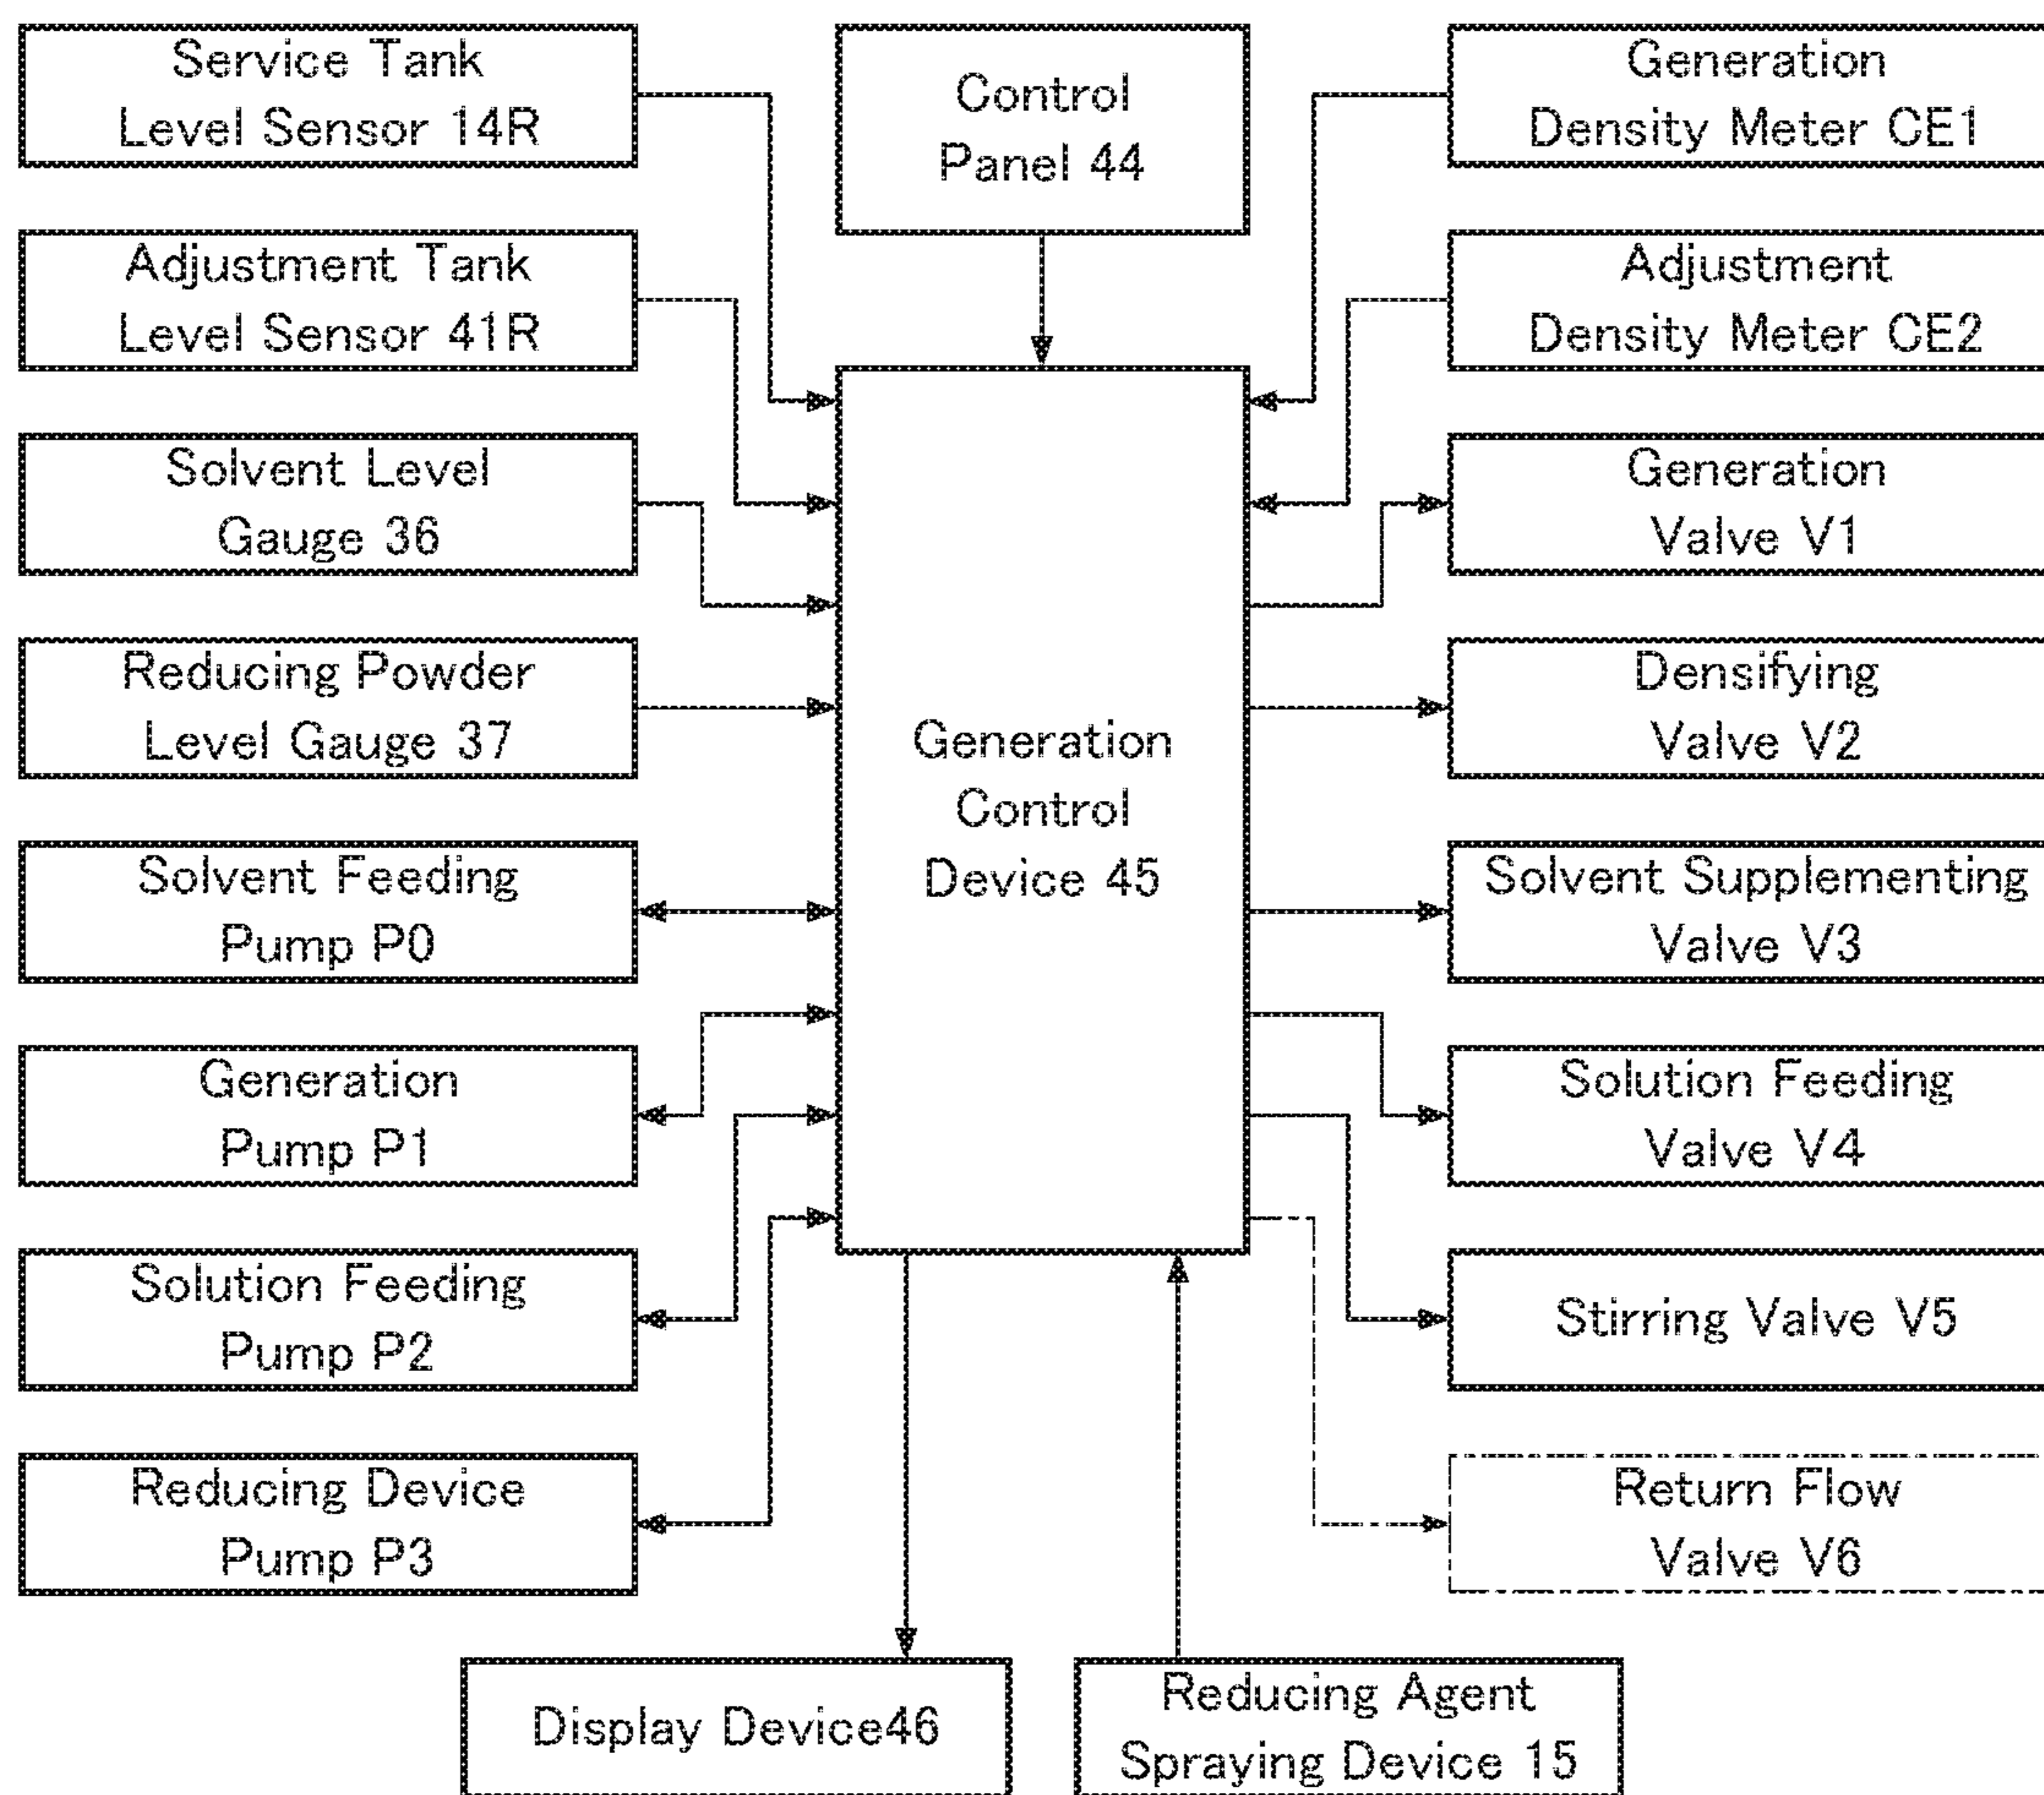 Service Tank
Level Sensor 14R
Control
Panel 44
Generation
Density Meter CE1
Adjustment Tank
Level Sensor 41R
Adjustment
Density Meter CE2
Solvent Level
Gauge 36
Generation
Valve V1
Reducing Powder
Level Gauge 37
Generation
Control
Device 45
Densifying
Valve V2
Solvent Feeding
Pump P0
Solvent Supplementing
Valve V3
Generation
Pump P1
Solution Feeding
Valve V4
Solution Feeding
Pump P2
Stirring Valve V5
Reducing Device
Pump P3
Return Flow
Valve V6
Display Device46
Reducing Agent
Spraying Device 15